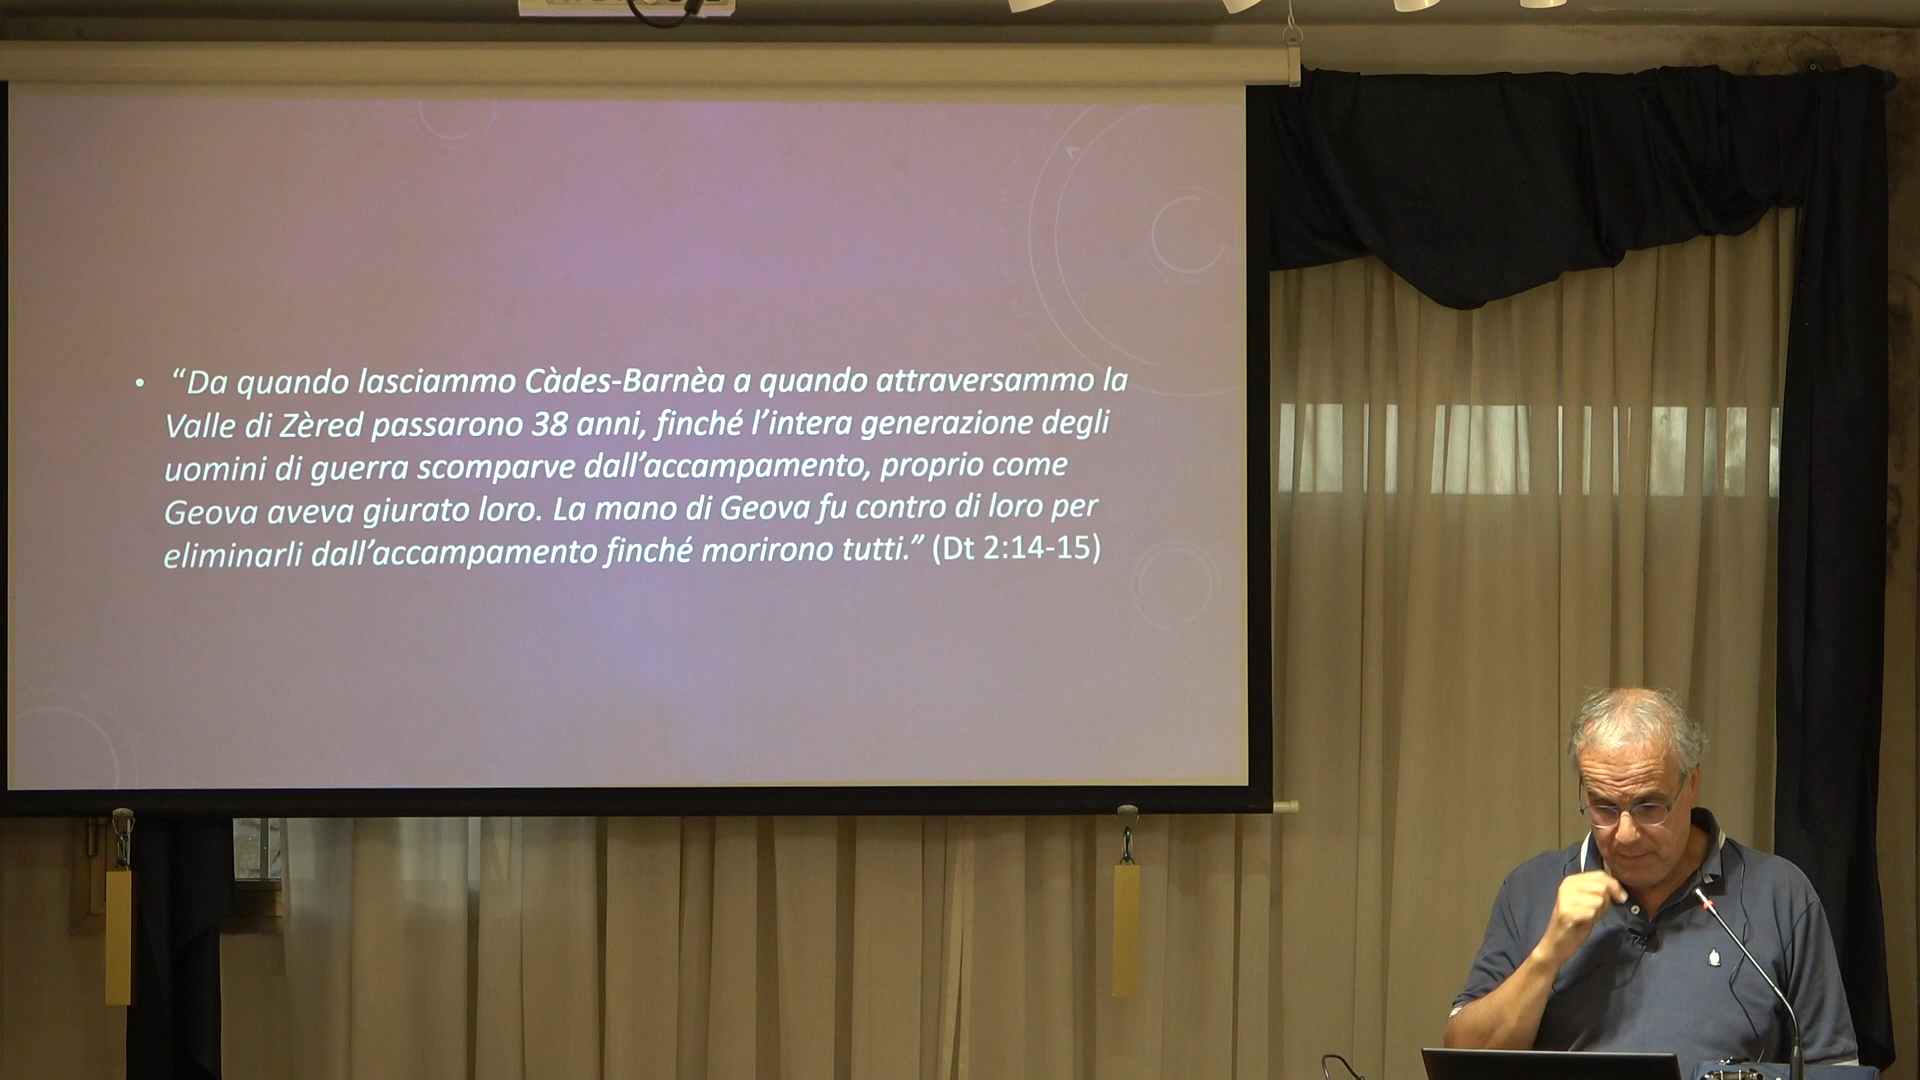 • “Da quando lasciammo Càdes-Barnèa a quando attraversammo la
Valle di Zèred passarono 38 anni, finché l’intera generazione degli
uomini di guerra scomparve dall’accampamento, proprio come
Geova aveva giurato loro. La mano di Geova fu contro di loro per
eliminarli dall’accampamento finché morirono tutti.” (Dt 2:14-15)